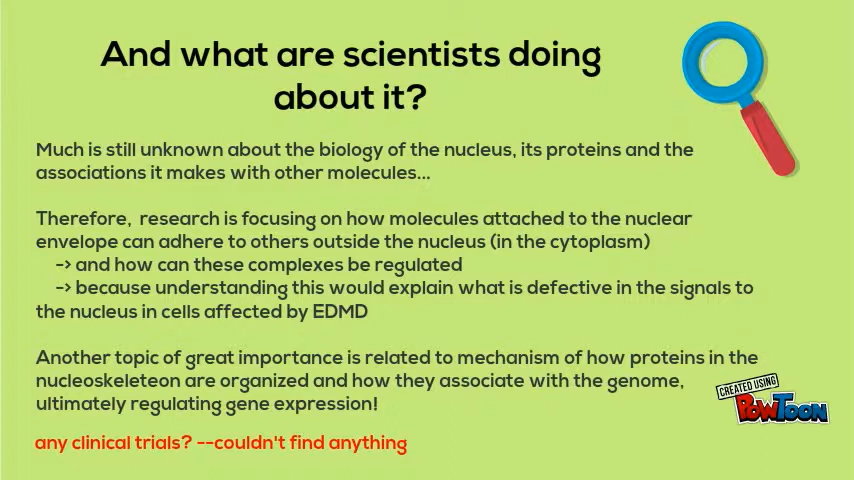 And what are scientists doing
about it?
Much is still unknown about the biology of the nucleus, its proteins and the
associations it makes with other molecules...
Therefore,  research is focusing on how molecules attached to the nuclear
envelope can adhere to others outside the nucleus (in the cytoplasm)
-> and how can these complexes be regulated
-> because understanding this would explain what is defective in the signals to
the nucleus in cells affected by EDMD
Another topic of great importance is related to mechanism of how proteins in the
nucleoskeleteon are organized and how they associate with the genome,
ultimately regulating gene expression!
CREATED USING
POWTOON
any clinical trials? --couldn't find anything